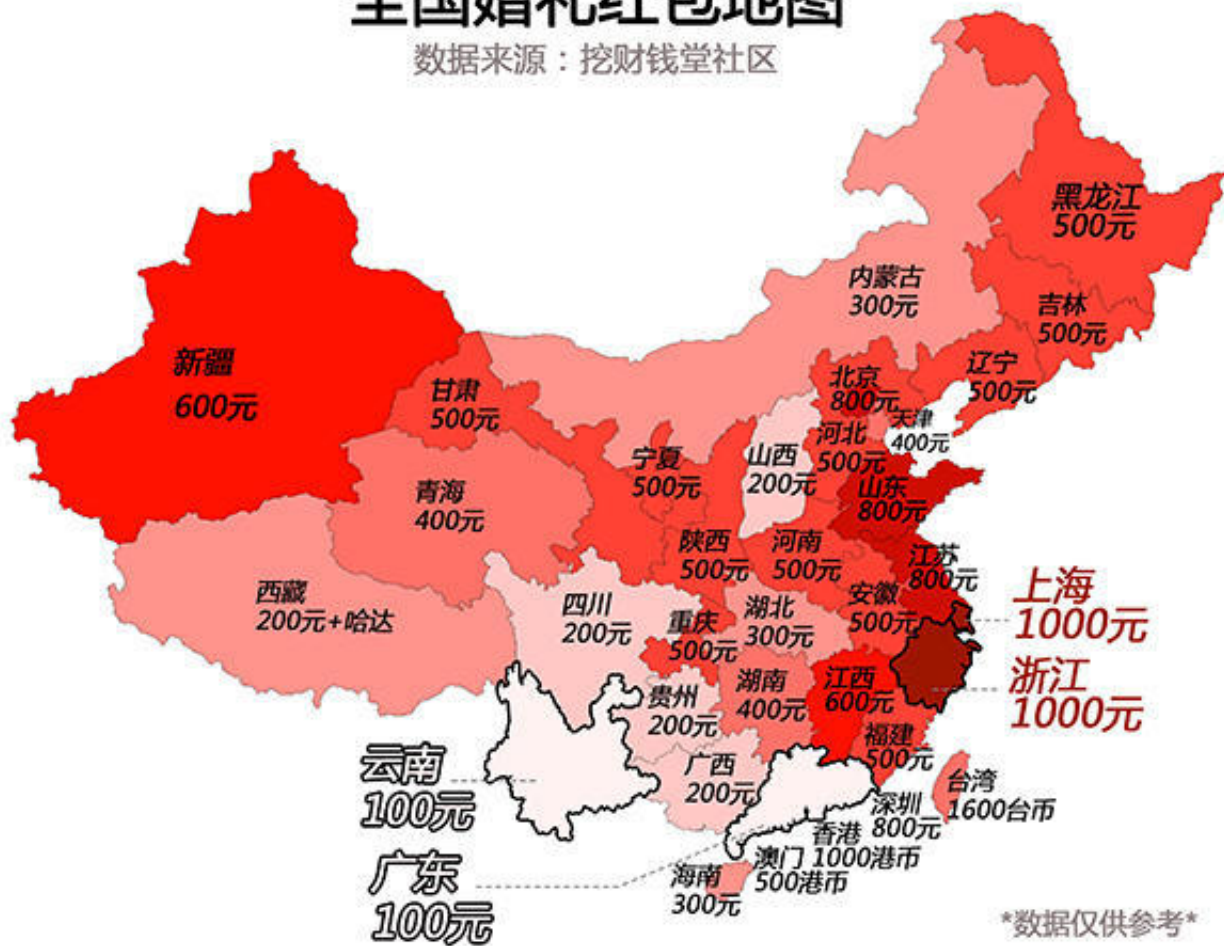 全国婚礼红包地图
数据来源：挖财钱堂社区
黑龙江
500元
内蒙古
300元
吉林
500元
新疆
600元
甘肃
500元
北京
800元
辽宁
500元
天津
400元
宁夏
500元
山西
200元
河北
500元
青海
400元
山东
800元
陕西
500元
河南
500元
江苏
800元
西藏
200元+哈达
四川
200元
重庆
500元
湖北
300元
安徽
500元
上海
1000元
浙江
1000元
贵州
200元
湖南
400元
江西
600元
福建
500元
云南
100元
广西
200元
台湾
1600台币
深圳
800元
香港
1000港币
澳门
500港币
广东
100元
海南
300元
*数据仅供参考*